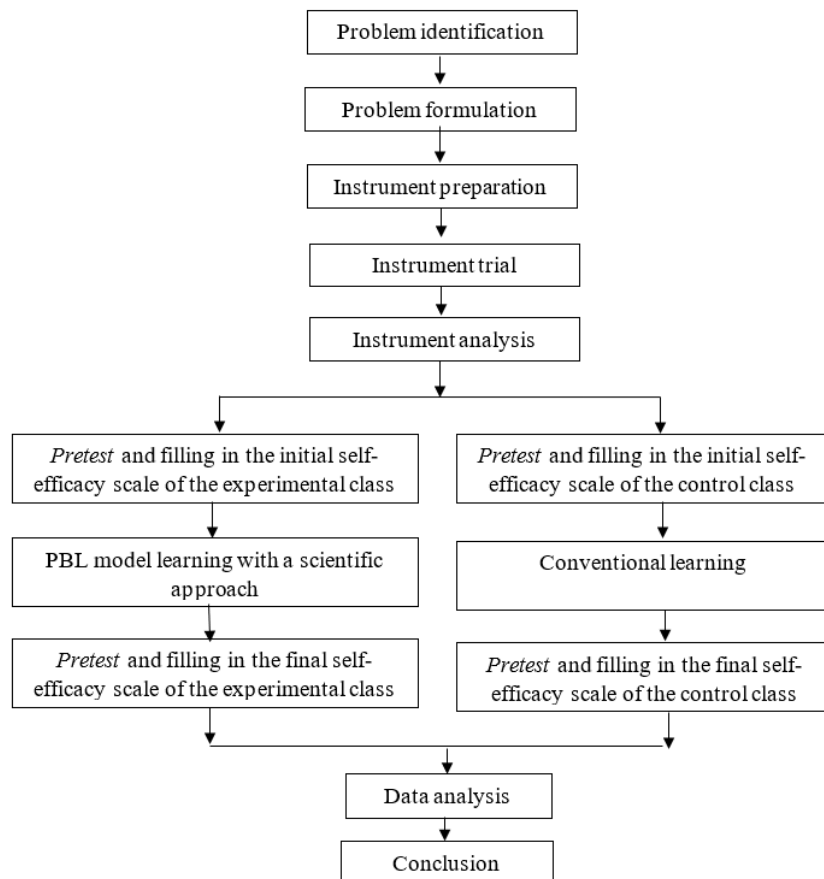 Problem identification
Problem formulation
Instrument preparation
Instrument trial
Instrument analysis
Pretest and filling in the initial self-
efficacy scale of the experimental class
Pretest and filling in the initial self-
efficacy scale of the control class
PBL model learning with a scientific
approach
Conventional learning
Pretest and filling in the final self-
efficacy scale of the experimental class
Pretest and filling in the final self-
efficacy scale of the control class
Data analysis
Conclusion